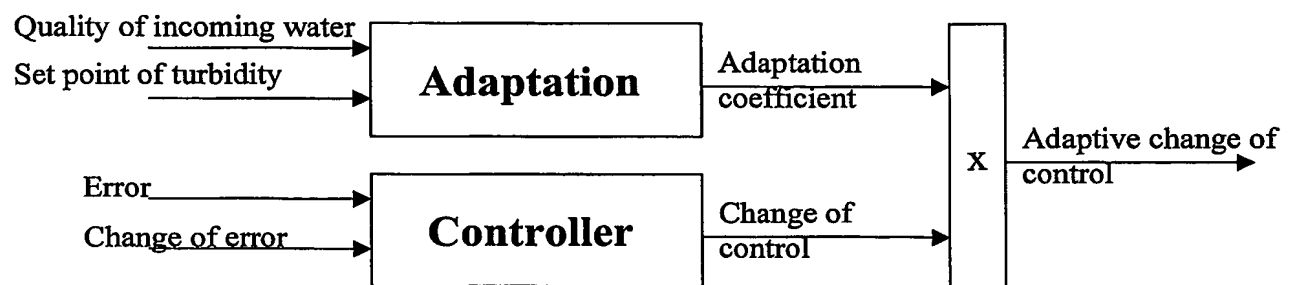 Quality of incoming water
Set point of turbidity
Adaptation
Adaptation
coefficient
Error
Change of error
Controller
Change of
control
x
Adaptive change of
control